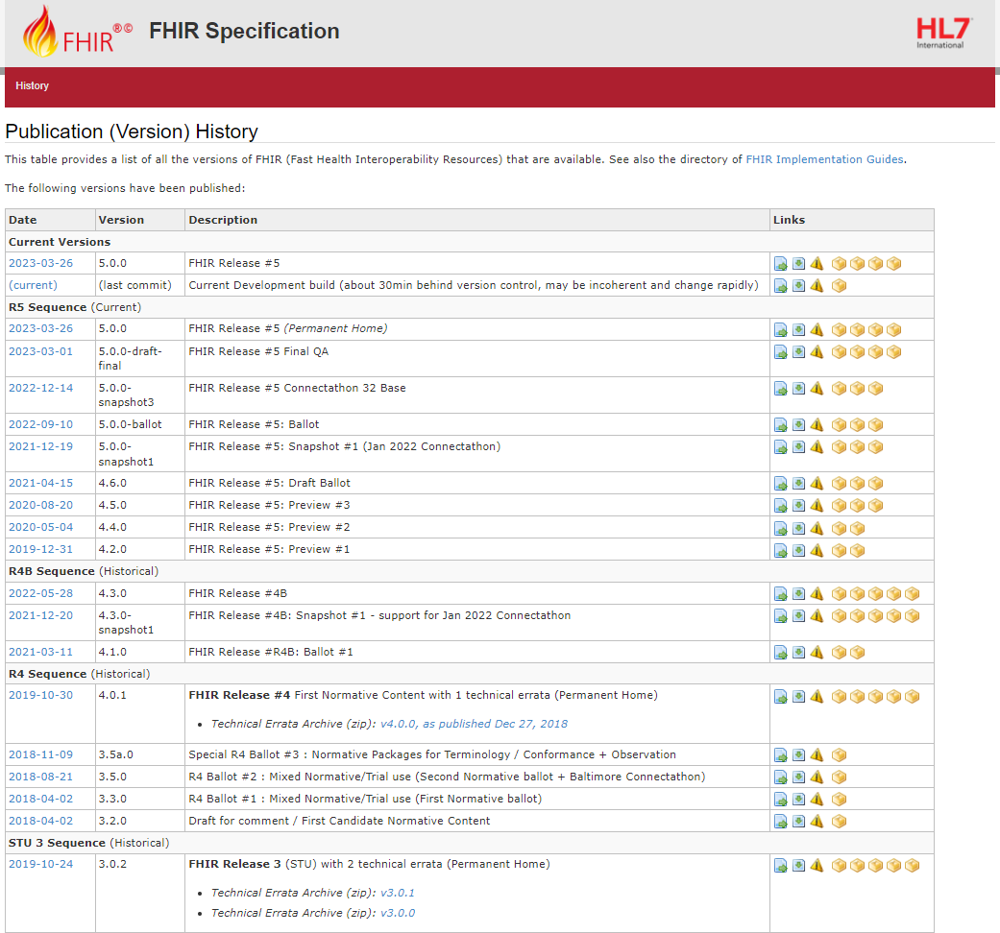 FHIR®© FHIR Specification
HL7
International
History
Publication (Version) History
This table provides a list of all the versions of FHIR (Fast Health Interoperability Resources) that are available. See also the directory of FHIR Implementation Guides.
The following versions have been published:
Date Version Description Links
Current Versions
2023-03-26 5.0.0 FHIR Release #5
(current) (last commit) Current Development build (about 30min behind version control, may be incoherent and change rapidly)
R5 Sequence (Current)
2023-03-26 5.0.0 FHIR Release #5 (Permanent Home)
2023-03-01 5.0.0-draft- FHIR Release #5 Final QA
final
2022-12-14 5.0.0- FHIR Release #5 Connectathon 32 Base
snapshot3
2022-09-10 5.0.0-ballot FHIR Release #5: Ballot
2021-12-19 5.0.0- FHIR Release #5: Snapshot #1 (Jan 2022 Connectathon)
snapshot1
2021-04-15 4.6.0 FHIR Release #5: Draft Ballot
2020-08-20 4.5.0 FHIR Release #5: Preview #3
2020-05-04 4.4.0 FHIR Release #5: Preview #2
2019-12-31 4.2.0 FHIR Release #5: Preview #1
R4B Sequence (Historical)
2022-05-28 4.3.0 FHIR Release #4B
2021-12-20 4.3.0- FHIR Release #4B: Snapshot #1 - support for Jan 2022 Connectathon
snapshot1
2021-03-11 4.1.0 FHIR Release #R4B: Ballot #1
R4 Sequence (Historical)
2019-10-30 4.0.1 FHIR Release #4 First Normative Content with 1 technical errata (Permanent Home)
• Technical Errata Archive (zip): v4.0.0, as published Dec 27, 2018
2018-11-09 3.5a.0 Special R4 Ballot #3 : Normative Packages for Terminology / Conformance + Observation
2018-08-21 3.5.0 R4 Ballot #2 : Mixed Normative/Trial use (Second Normative ballot + Baltimore Connectathon)
2018-04-02 3.3.0 R4 Ballot #1 : Mixed Normative/Trial use (First Normative ballot)
2018-04-02 3.2.0 Draft for comment / First Candidate Normative Content
STU 3 Sequence (Historical)
2019-10-24 3.0.2 FHIR Release 3 (STU) with 2 technical errata (Permanent Home)
• Technical Errata Archive (zip): v3.0.1
• Technical Errata Archive (zip): v3.0.0